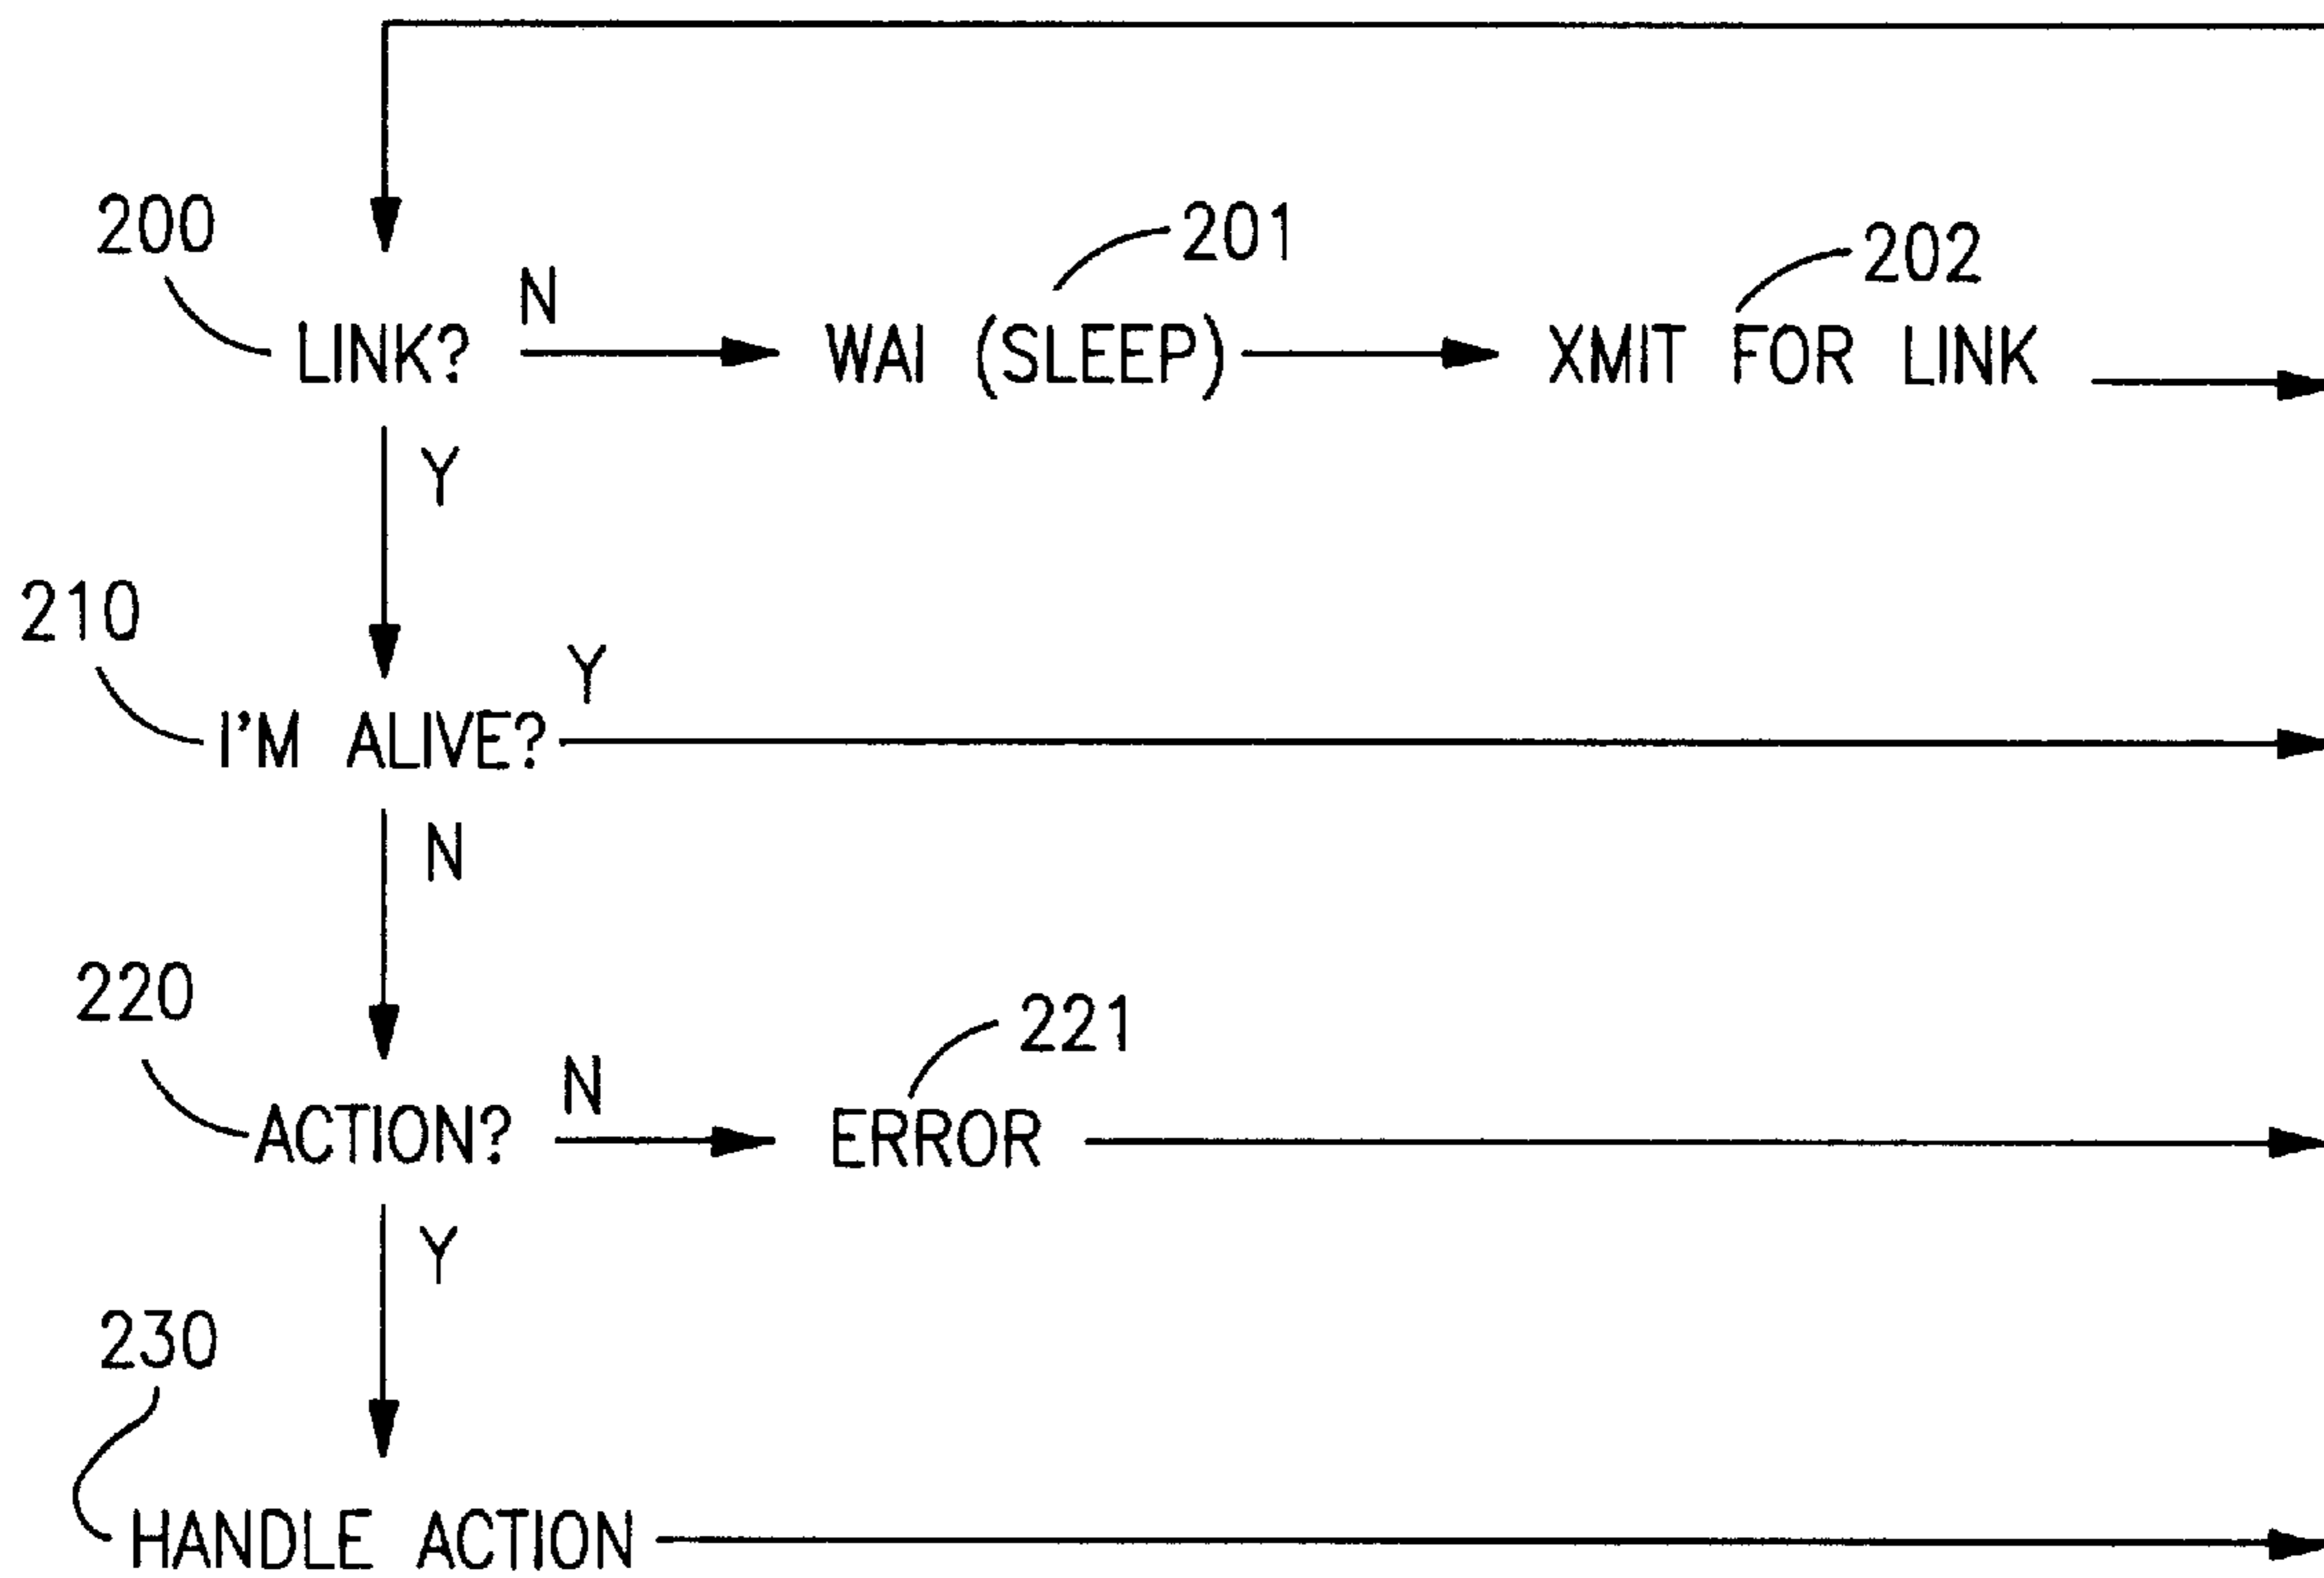 200
201
202
N
LINK?
WAI (SLEEP)
XMIT FOR LINK
Y
210
Y
I'M ALIVE?
N
220
221
N
ACTION?
ERROR
Y
230
HANDLE ACTION